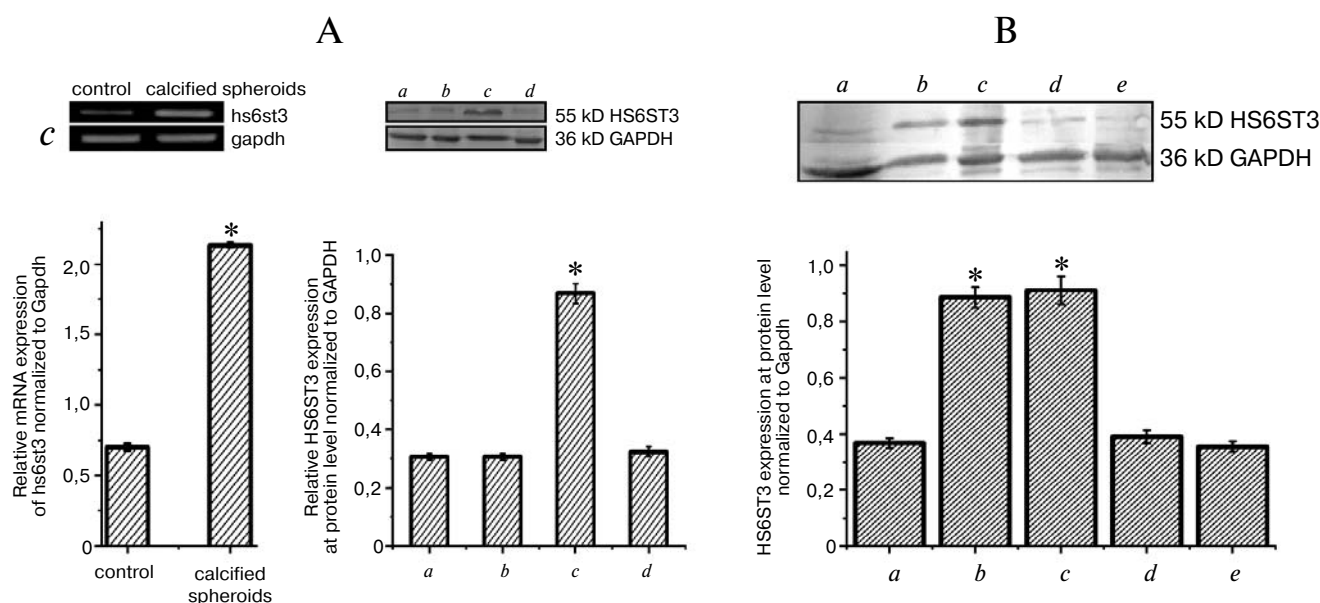 A
B
control calcified spheroids
hs6st3
c
gapdh
a b c d
55 kD HS6ST3
36 kD GAPDH
a b c d e
55 kD HS6ST3
36 kD GAPDH
Relative mRNA expression
of hs6st3 normalized to Gapdh
2,0
1,5
1,0
0,5
0
*
control
calcified
spheroids
Relative HS6ST3 expression
at protein level normalized to GAPDH
1,0
0,8
0,6
0,4
0,2
0
*
a b c d
HS6ST3 expression at protein level
normalized to Gapdh
1,0
0,8
0,6
0,4
0,2
0
* *
a b c d e